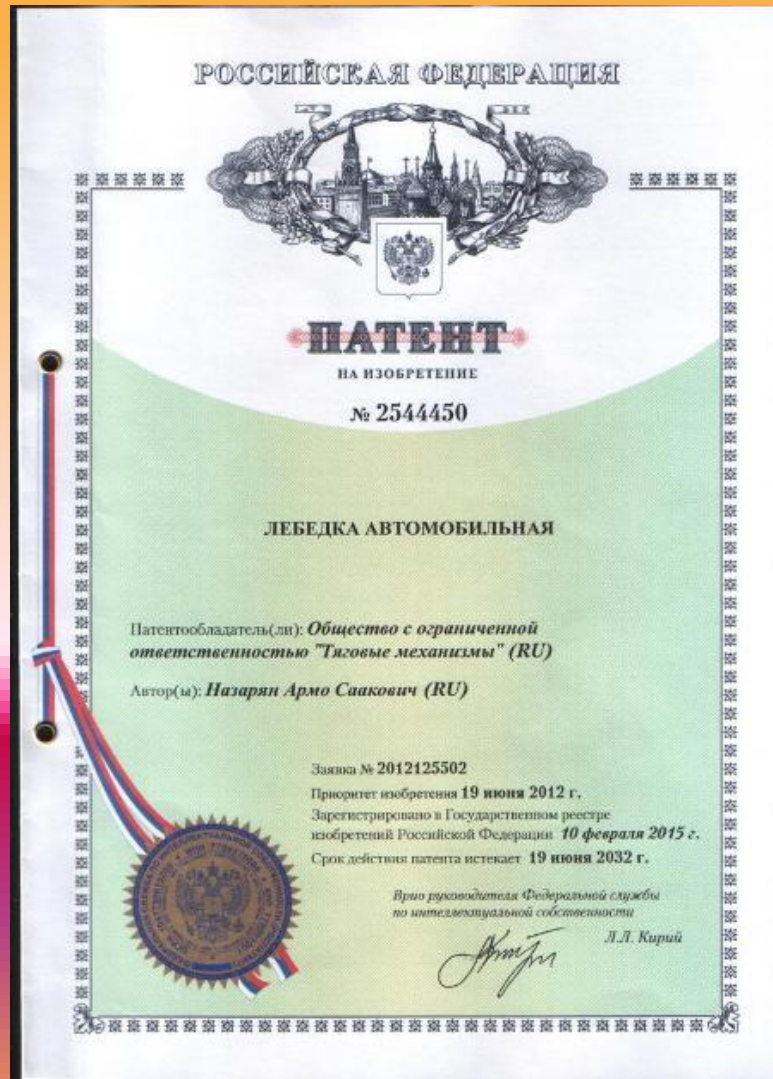 РОССИЙСКАЯ ФЕДЕРАЦИЯ
ПАТЕНТ
НА ИЗОБРЕТЕНИЕ
№ 2544450
ЛЕБЕДКА АВТОМОБИЛЬНАЯ
Патентообладатель(ли): Общество с ограниченной
ответственностью "Тяговые механизмы" (RU)
Автор(ы): Назарян Армо Саакович (RU)
Заявка № 2012125502
Приоритет изобретения 19 июня 2012 г.
Зарегистрировано в Государственном реестре
изобретений Российской Федерации 10 февраля 2015 г.
Срок действия патента истекает 19 июня 2032 г.
Врио руководителя Федеральной службы
по интеллектуальной собственности
Л.Л. Кирий